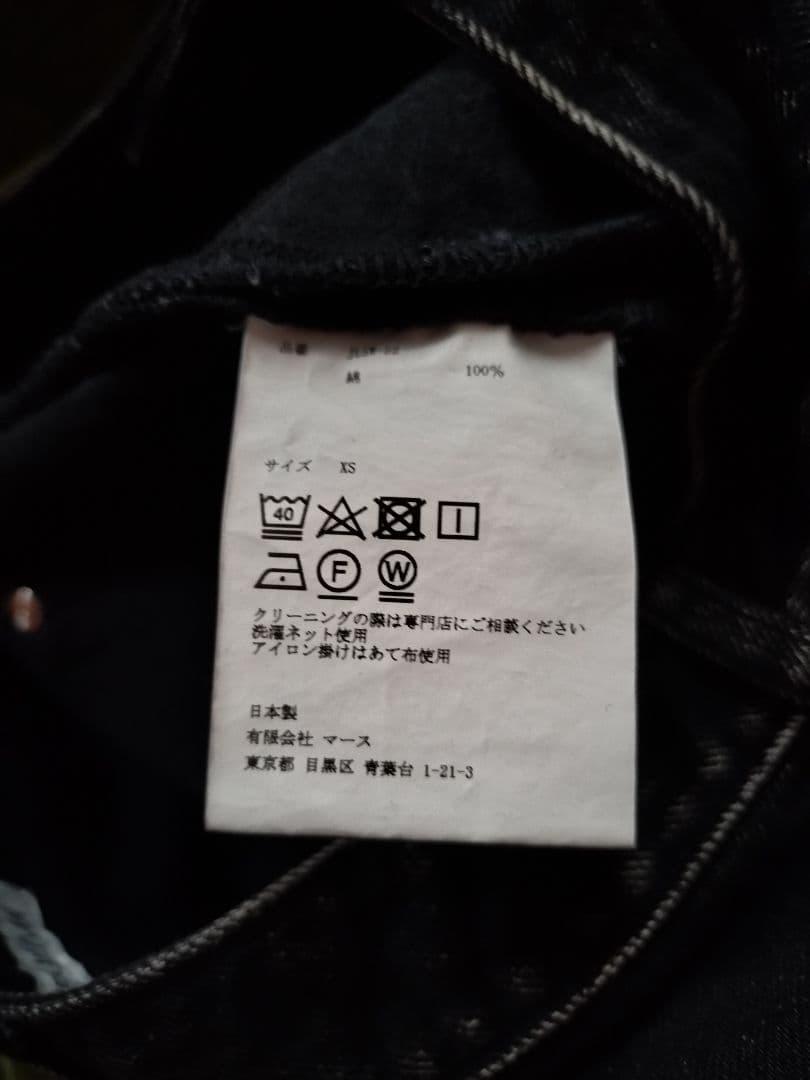 品番
綿 100%
サイズ XS
40
F W
クリーニングの際は専門店にご相談ください
洗濯ネット使用
アイロン掛けはあて布使用
日本製
有限会社 マース
東京都 目黒区 青葉台 1-21-3